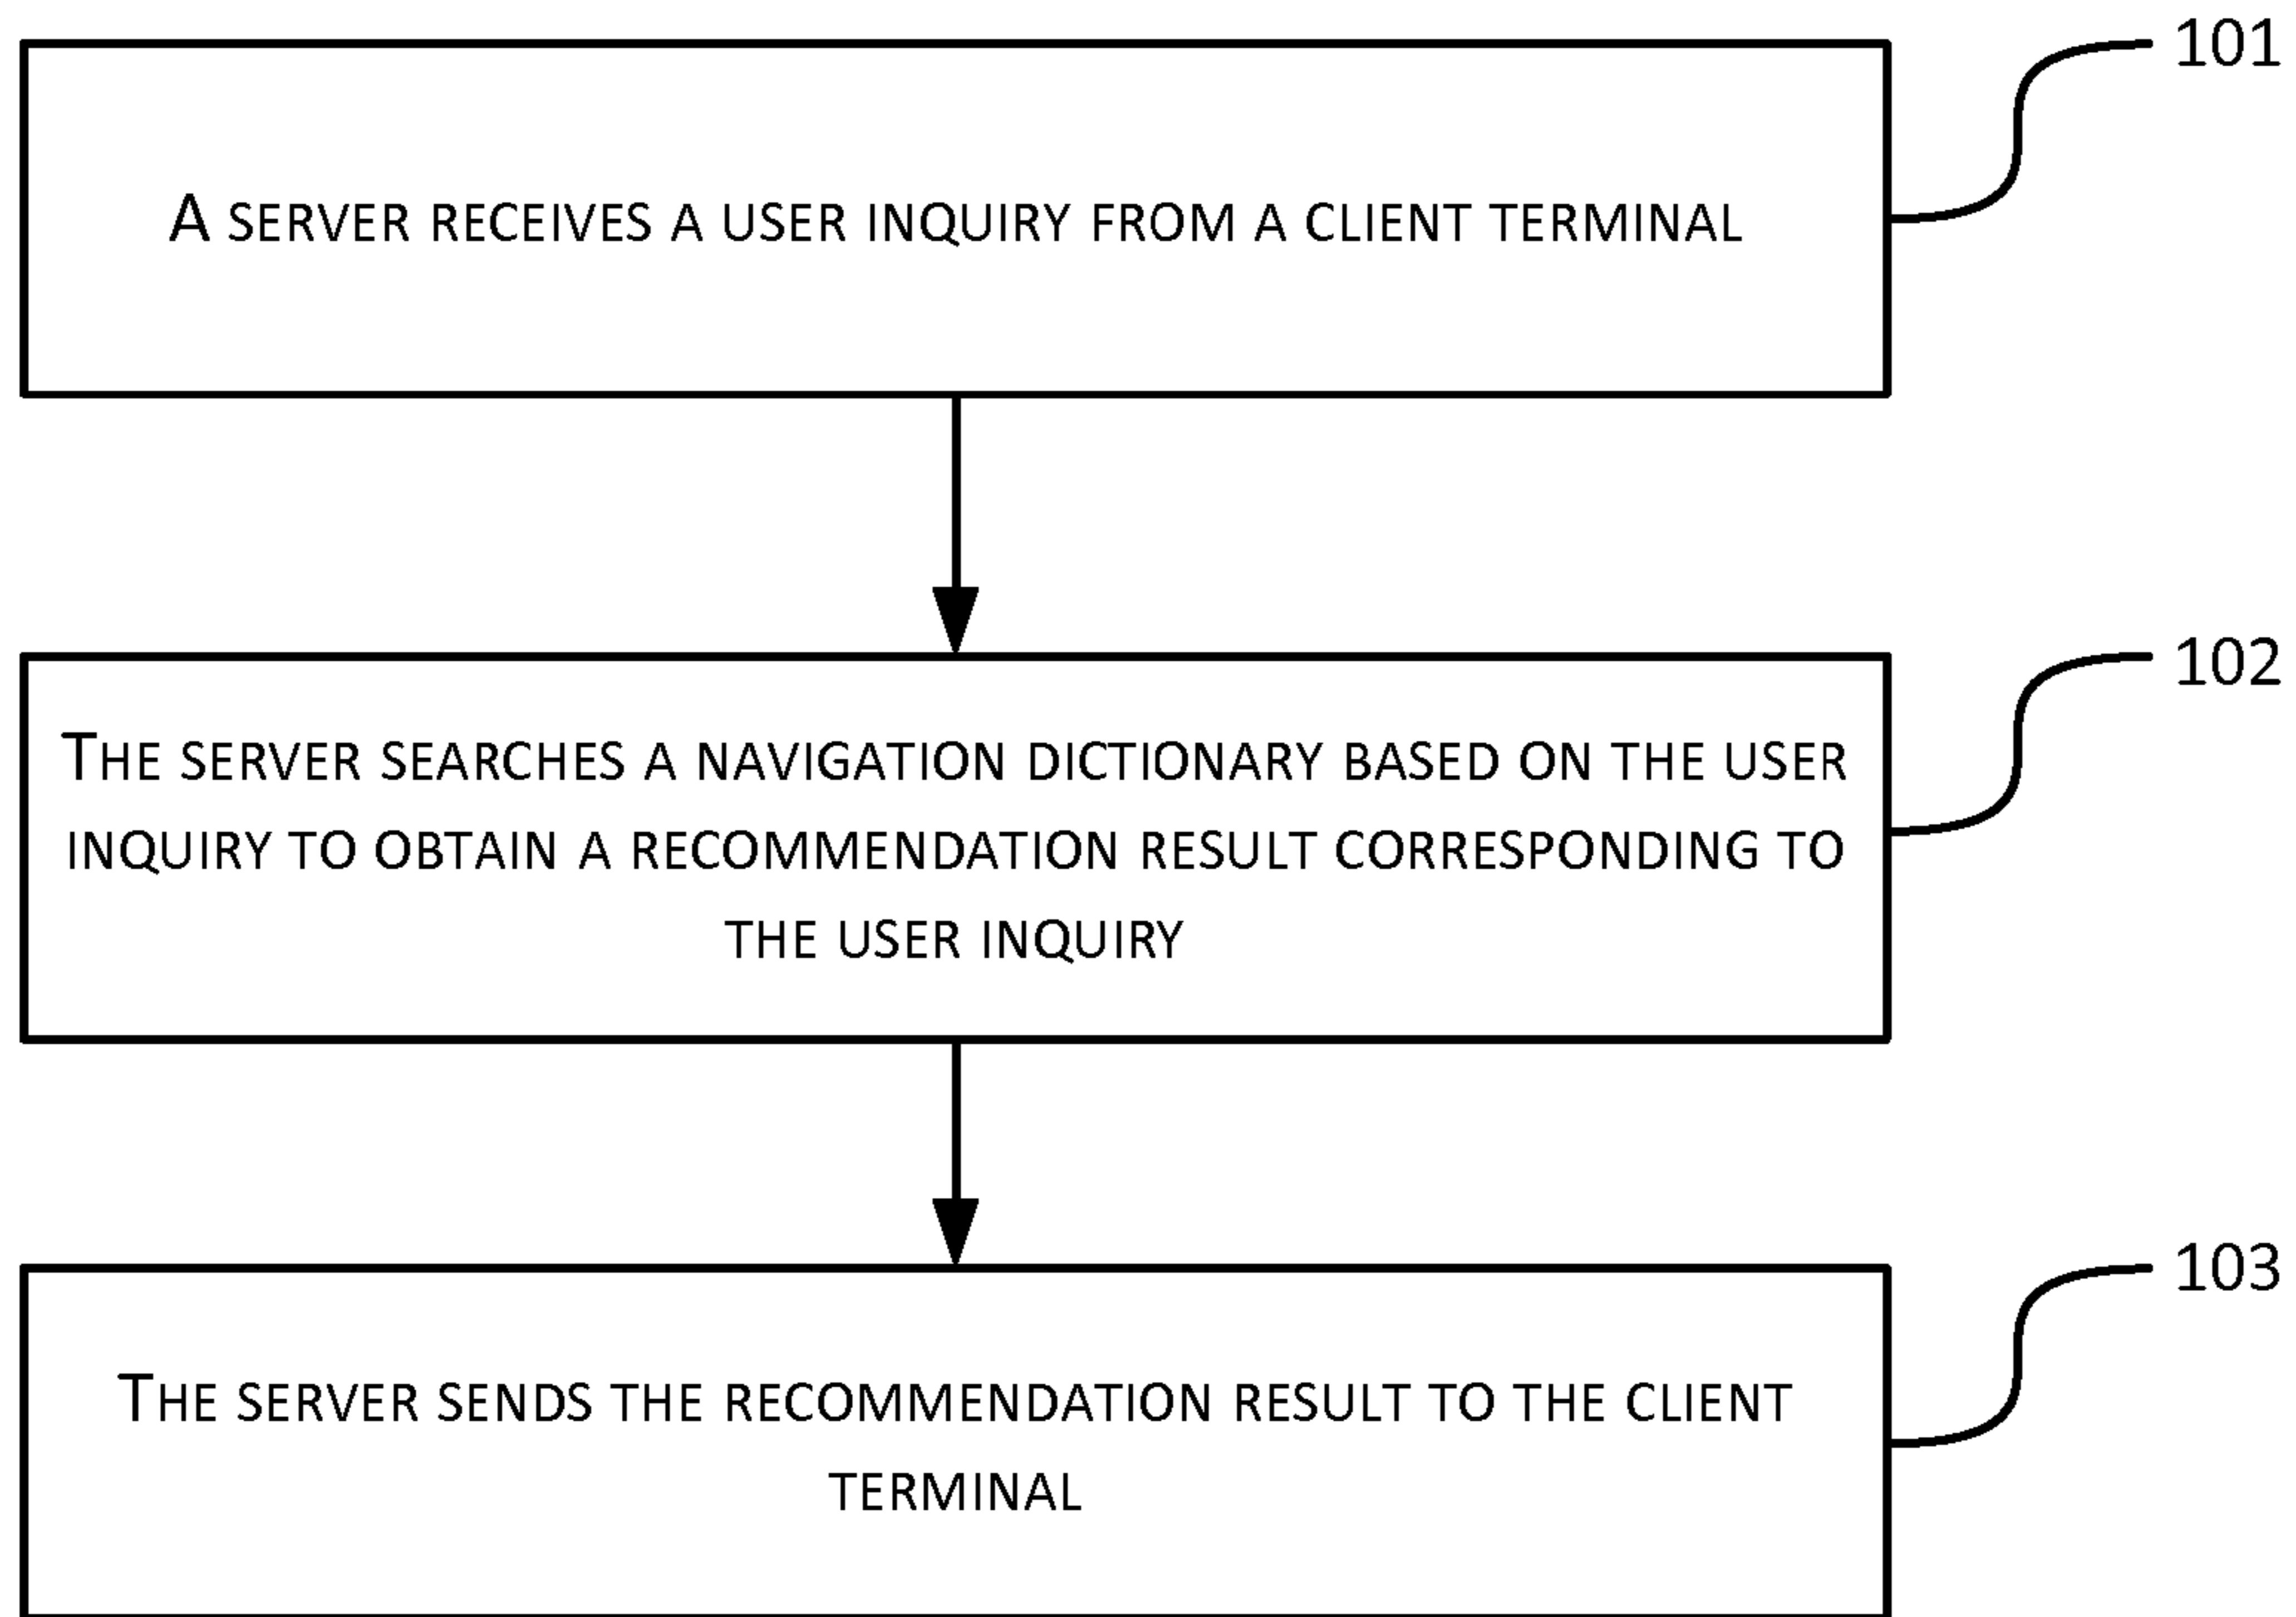 101
A SERVER RECEIVES A USER INQUIRY FROM A CLIENT TERMINAL
102
THE SERVER SEARCHES A NAVIGATION DICTIONARY BASED ON THE USER
INQUIRY TO OBTAIN A RECOMMENDATION RESULT CORRESPONDING TO
THE USER INQUIRY
103
THE SERVER SENDS THE RECOMMENDATION RESULT TO THE CLIENT
TERMINAL